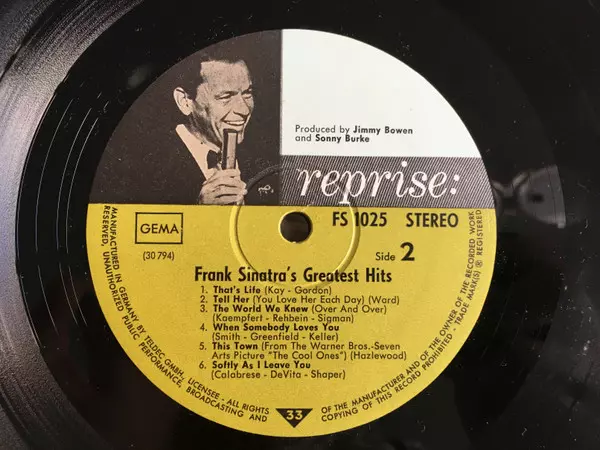 Produced by Jimmy Bowen
and Sonny Burke
reprise:
FS 1025 STEREO
GEMA
(30 794)
Side 2
Frank Sinatra's Greatest Hits
1. That's Life (Kay - Gordon)
2. Tell Her (You Love Her Each Day) (Ward)
3. The World We Knew (Over And Over)
(Kaempfert - Rehbein - Sigman)
4. When Somebody Loves You
(Smith - Greenfield - Keller)
5. This Town (From The Warner Bros.-Seven
Arts Picture "The Cool Ones") (Hazlewood)
6. Softly As I Leave You
(Calabrese - DeVita - Shaper)
33
MANUFACTURED IN GERMANY BY TELDEC GMBH. LICENSEE - ALL RIGHTS OF THE MANUFACTURER AND OF THE OWNER OF THE RECORDED WORK
RESERVED, UNAUTHORIZED PUBLIC PERFORMANCE, BROADCASTING AND COPYING OF THIS RECORD PROHIBITED - TRADE MARK(S) ® REGISTERED